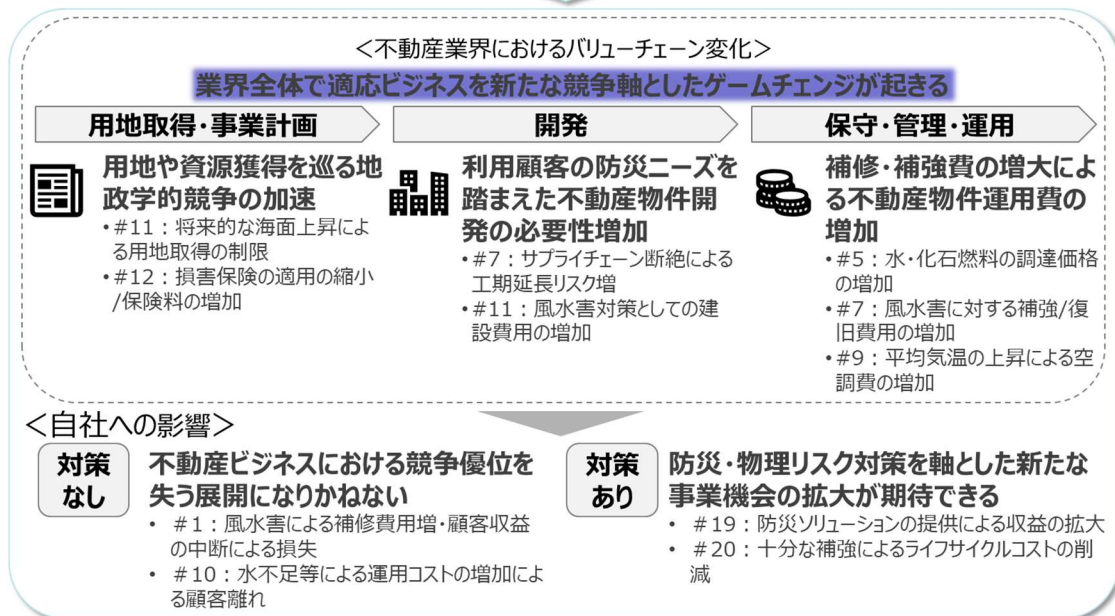 ＜不動産業界におけるバリューチェーン変化＞
業界全体で適応ビジネスを新たな競争軸としたゲームチェンジが起きる
用地取得・事業計画
用地や資源獲得を巡る地
政学的競争の加速
•#11：将来的な海面上昇によ
る用地取得の制限
•#12：損害保険の適用の縮小
/保険料の増加
開発
利用顧客の防災ニーズを
踏まえた不動産物件開
発の必要性増加
•#7：サプライチェーン断絶による
工期延長リスク増
•#11：風水害対策としての建
設費用の増加
保守・管理・運用
補修・補強費の増大によ
る不動産物件運用費の
増加
•#5：水・化石燃料の調達価格
の増加
•#7：風水害に対する補強/復
旧費用の増加
•#9：平均気温の上昇による空
調費の増加
＜自社への影響＞
対策
なし
不動産ビジネスにおける競争優位を
失う展開になりかねない
• #1：風水害による補修費用増・顧客収益
の中断による損失
• #10：水不足等による運用コストの増加によ
る顧客離れ
対策
あり
防災・物理リスク対策を軸とした新たな
事業機会の拡大が期待できる
• #19：防災ソリューションの提供による収益の拡大
• #20：十分な補強によるライフサイクルコストの削
減